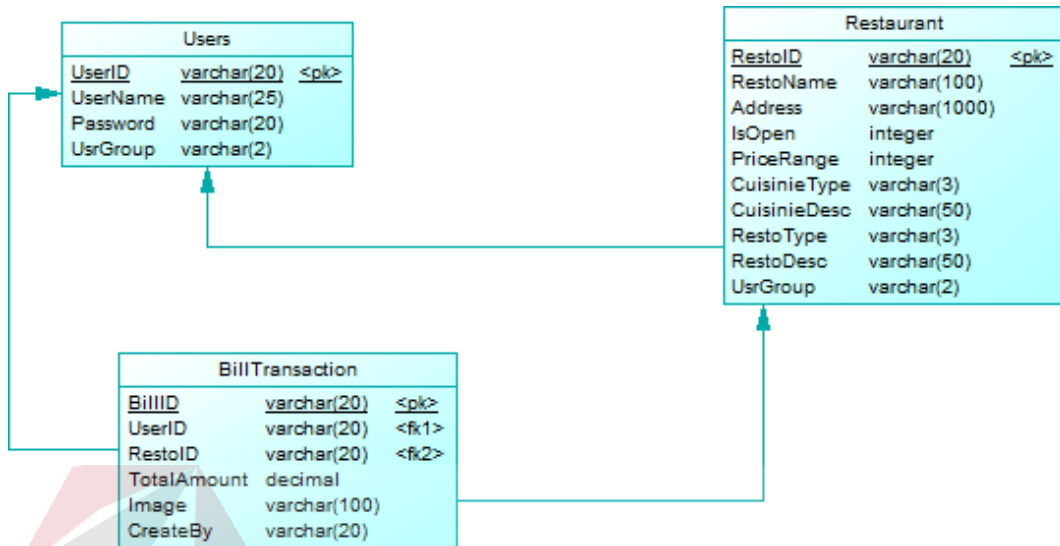 Users
UserID varchar(20) <pk>
UserName varchar(25)
Password varchar(20)
UsrGroup varchar(2)
Restaurant
RestoID varchar(20) <pk>
RestoName varchar(100)
Address varchar(1000)
IsOpen integer
PriceRange integer
CuisinieType varchar(3)
CuisinieDesc varchar(50)
RestoType varchar(3)
RestoDesc varchar(50)
UsrGroup varchar(2)
BillTransaction
BillID varchar(20) <pk>
UserID varchar(20) <fk1>
RestoID varchar(20) <fk2>
TotalAmount decimal
Image varchar(100)
CreateBy varchar(20)